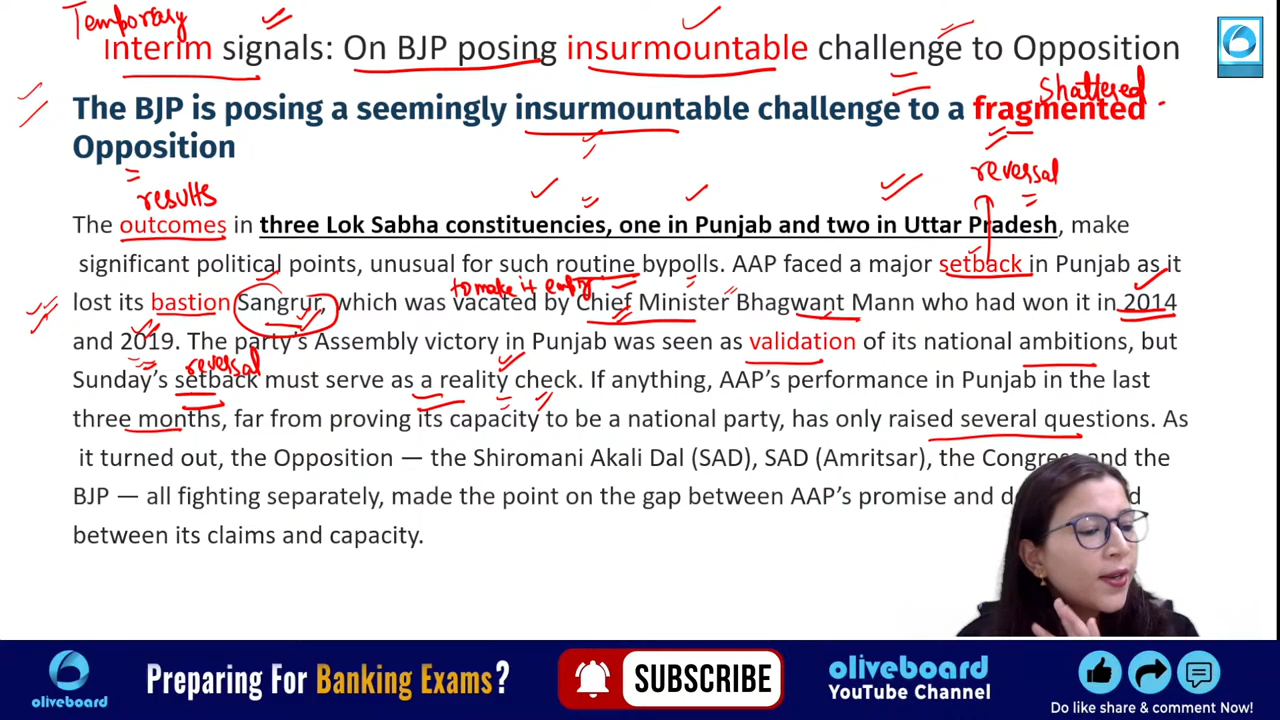 Temporary
Interim signals: On BJP posing insurmountable challenge to Opposition
Shattered
The BJP is posing a seemingly insurmountable challenge to a fragmented
Opposition
reversal
results
The outcomes in three Lok Sabha constituencies, one in Punjab and two in Uttar Pradesh, make
significant political points, unusual for such routine bypolls. AAP faced a major setback in Punjab as it
to make it empty
lost its bastion Sangrur, which was vacated by Chief Minister Bhagwant Mann who had won it in 2014
and 2019. The party's Assembly victory in Punjab was seen as validation of its national ambitions, but
reversal
Sunday's setback must serve as a reality check. If anything, AAP's performance in Punjab in the last
three months, far from proving its capacity to be a national party, has only raised several questions. As
it turned out, the Opposition — the Shiromani Akali Dal (SAD), SAD (Amritsar), the Congress and the
BJP — all fighting separately, made the point on the gap between AAP's promise and
between its claims and capacity.
oliveboard
Preparing For Banking Exams?
SUBSCRIBE
oliveboard
YouTube Channel
Do like share & comment Now!